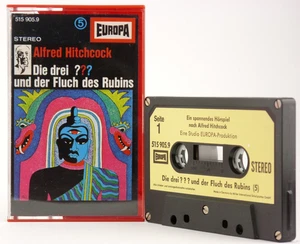 515 905.9
5
EUROPA
STEREO
Alfred Hitchcock
Die drei ???
und der Fluch des Rubins
Seite
1
Ein spannendes Hörspiel
nach Alfred Hitchcock
Eine Studio EUROPA-Produktion
515 905.9
STEREO
Die drei ??? und der Fluch des Rubins (5)